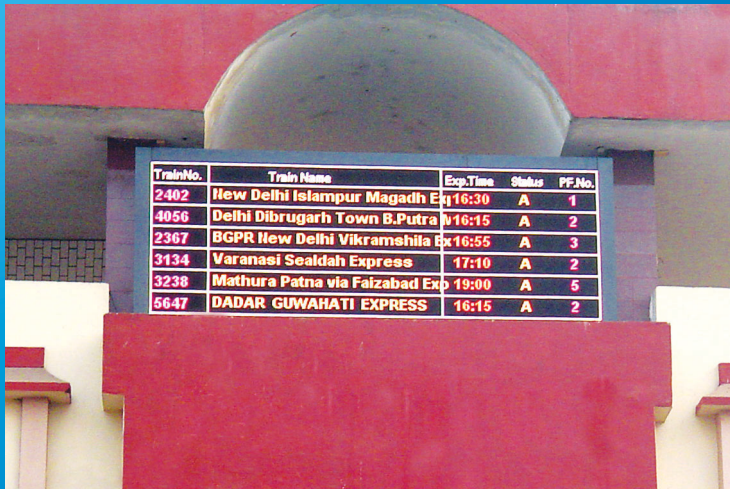 TrainNo. Train Name Exp.Time Status PF.No.
2402 New Delhi Islampur Magadh Exp 16:30 A 1
4056 Delhi Dibrugarh Town B.Putra M 16:15 A 2
2367 BGPR New Delhi Vikramshila Ex 16:55 A 3
3134 Varanasi Sealdah Express 17:10 A 2
3238 Mathura Patna via Faizabad Exp 19:00 A 5
5647 DADAR GUWAHATI EXPRESS 16:15 A 2